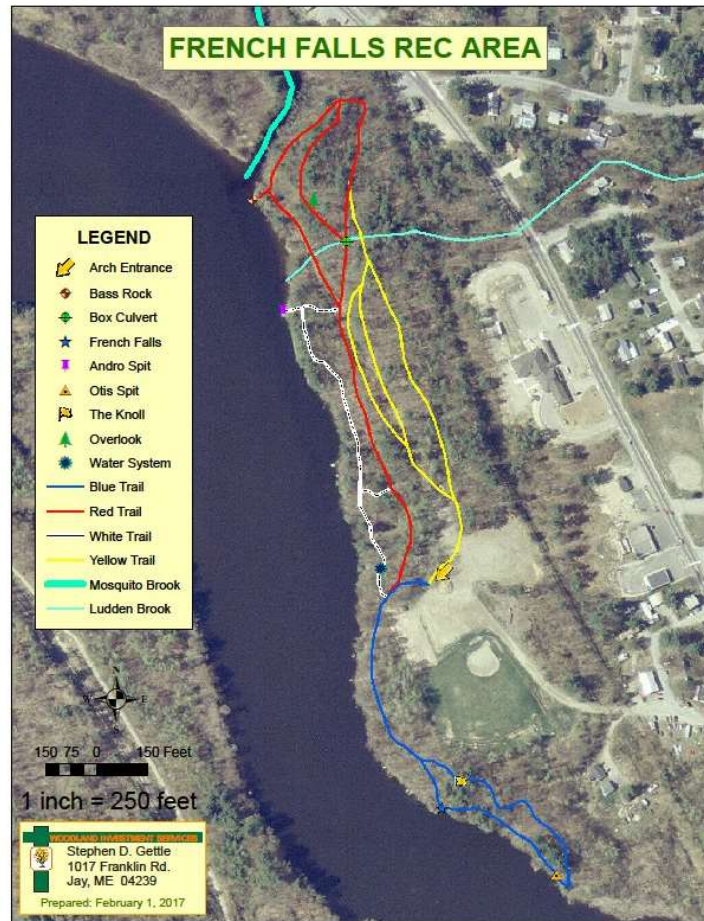 FRENCH FALLS REC AREA
LEGEND
Arch Entrance
Bass Rock
Box Culvert
French Falls
Andro Spit
Otis Spit
The Knoll
Overlook
Water System
Blue Trail
Red Trail
White Trail
Yellow Trail
Mosquito Brook
Ludden Brook
N
W E
S
150 75 0 150 Feet
1 inch = 250 feet
WOODLAND INVESTMENT SERVICES
Stephen D. Gettle
1017 Franklin Rd.
Jay, ME 04239
Prepared: February 1, 2017